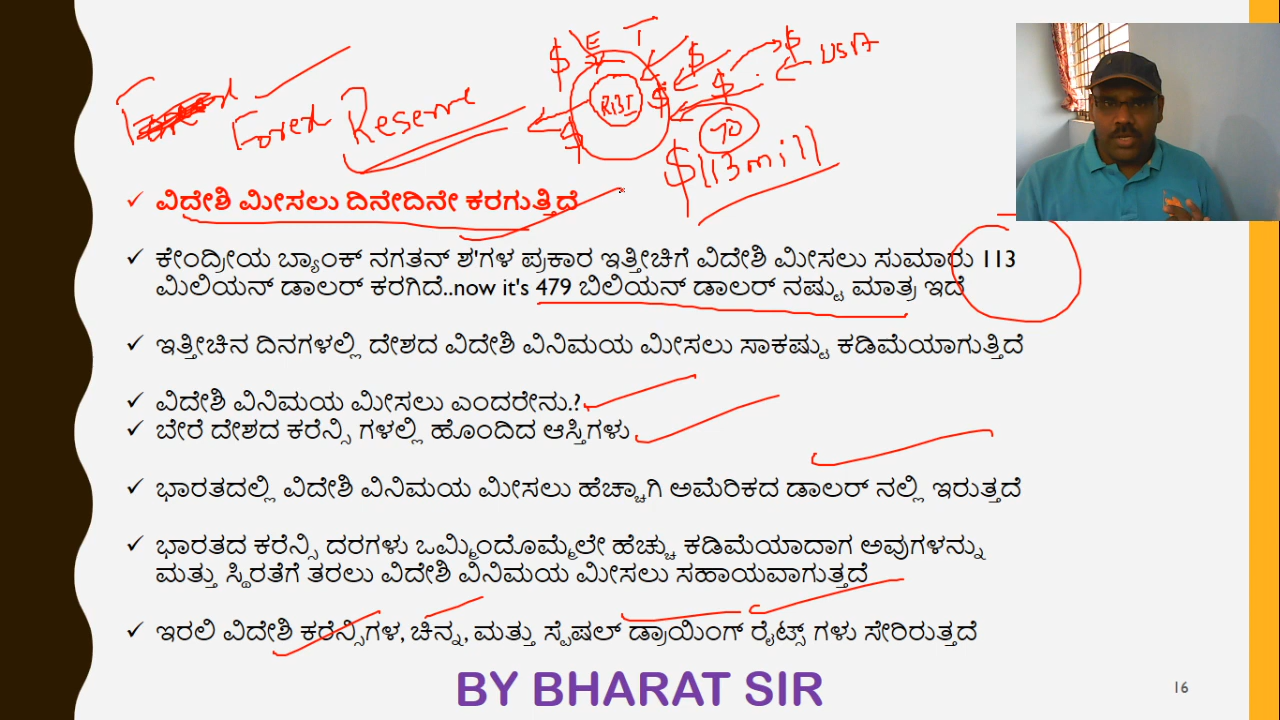 Forex Reserve
$ E T $ $ USA
RBI $ $
$ 70
$113 mill
ವಿದೇಶಿ ಮೀಸಲು ದಿನೇದಿನೇ ಕರಗುತ್ತಿದೆ
ಕೇಂದ್ರೀಯ ಬ್ಯಾಂಕ್ ನಗತನ್ ಶ'ಗಳ ಪ್ರಕಾರ ಇತ್ತೀಚಿಗೆ ವಿದೇಶಿ ಮೀಸಲು ಸುಮಾರು 113
ಮಿಲಿಯನ್ ಡಾಲರ್ ಕರಗಿದೆ..now it's 479 ಬಿಲಿಯನ್ ಡಾಲರ್ ನಷ್ಟು ಮಾತ್ರ ಇದೆ
ಇತ್ತೀಚಿನ ದಿನಗಳಲ್ಲಿ ದೇಶದ ವಿದೇಶಿ ವಿನಿಮಯ ಮೀಸಲು ಸಾಕಷ್ಟು ಕಡಿಮೆಯಾಗುತ್ತಿದೆ
ವಿದೇಶಿ ವಿನಿಮಯ ಮೀಸಲು ಎಂದರೇನು.?
ಬೇರೆ ದೇಶದ ಕರೆನ್ಸಿ ಗಳಲ್ಲಿ ಹೊಂದಿದ ಆಸ್ತಿಗಳು
ಭಾರತದಲ್ಲಿ ವಿದೇಶಿ ವಿನಿಮಯ ಮೀಸಲು ಹೆಚ್ಚಾಗಿ ಅಮೆರಿಕದ ಡಾಲರ್ ನಲ್ಲಿ ಇರುತ್ತದೆ
ಭಾರತದ ಕರೆನ್ಸಿ ದರಗಳು ಒಮ್ಮಿಂದೊಮ್ಮೆಲೇ ಹೆಚ್ಚು ಕಡಿಮೆಯಾದಾಗ ಅವುಗಳನ್ನು
ಮತ್ತು ಸ್ಥಿರತೆಗೆ ತರಲು ವಿದೇಶಿ ವಿನಿಮಯ ಮೀಸಲು ಸಹಾಯವಾಗುತ್ತದೆ
ಇರಲಿ ವಿದೇಶಿ ಕರೆನ್ಸಿಗಳ, ಚಿನ್ನ, ಮತ್ತು ಸ್ಪೆಷಲ್ ಡ್ರಾಯಿಂಗ್ ರೈಟ್ಸ್ ಗಳು ಸೇರಿರುತ್ತದೆ
BY BHARAT SIR
16